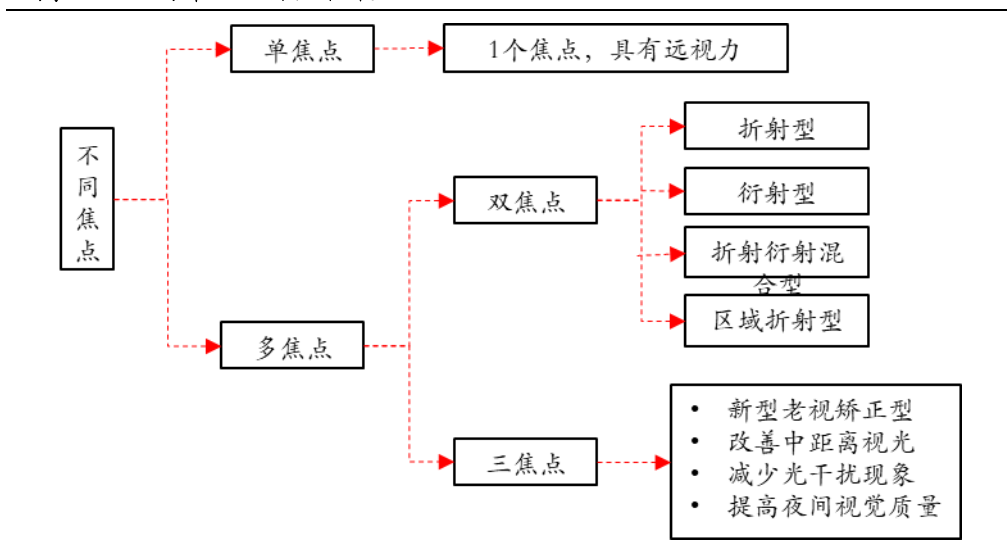 单焦点
1个焦点，具有远视力
不
同
焦
点
双焦点
折射型
衍射型
折射衍射混
合型
区域折射型
多焦点
三焦点
• 新型老视矫正型
• 改善中距离视光
• 减少光干扰现象
• 提高夜间视觉质量